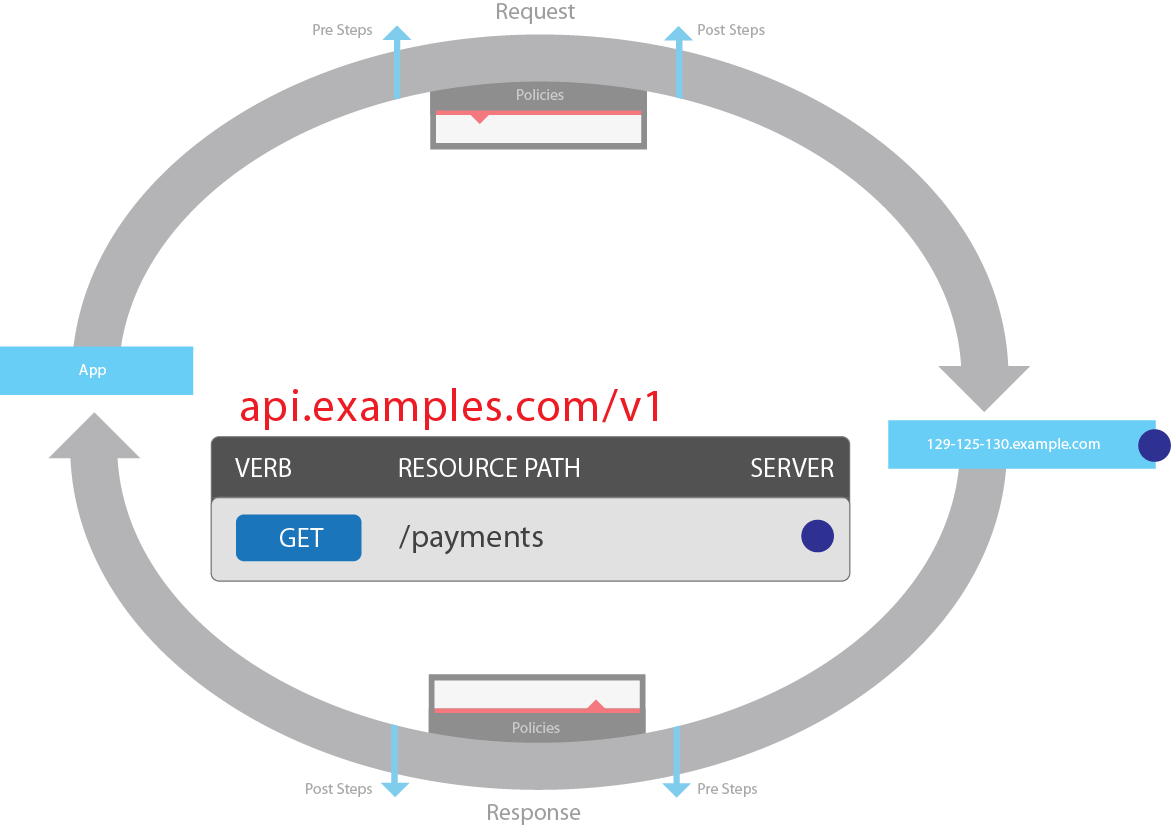 Request
Pre Steps
Post Steps
Policies
App
api.examples.com/v1
129-125-130.example.com
VERB RESOURCE PATH SERVER
GET /payments
Policies
Post Steps
Pre Steps
Response